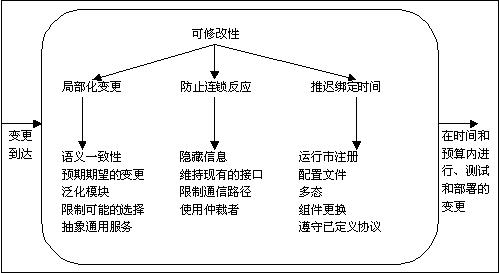 可修改性
局部化变更
防止连锁反应
推迟绑定时间
变更
到达
语义一致性
预期期望的变更
泛化模块
限制可能的选择
抽象通用服务
隐藏信息
维持现有的接口
限制通信路径
使用仲裁者
运行市注册
配置文件
多态
组件更换
遵守已定义协议
在时间和
预算内进
行、测试
和部署的
变更